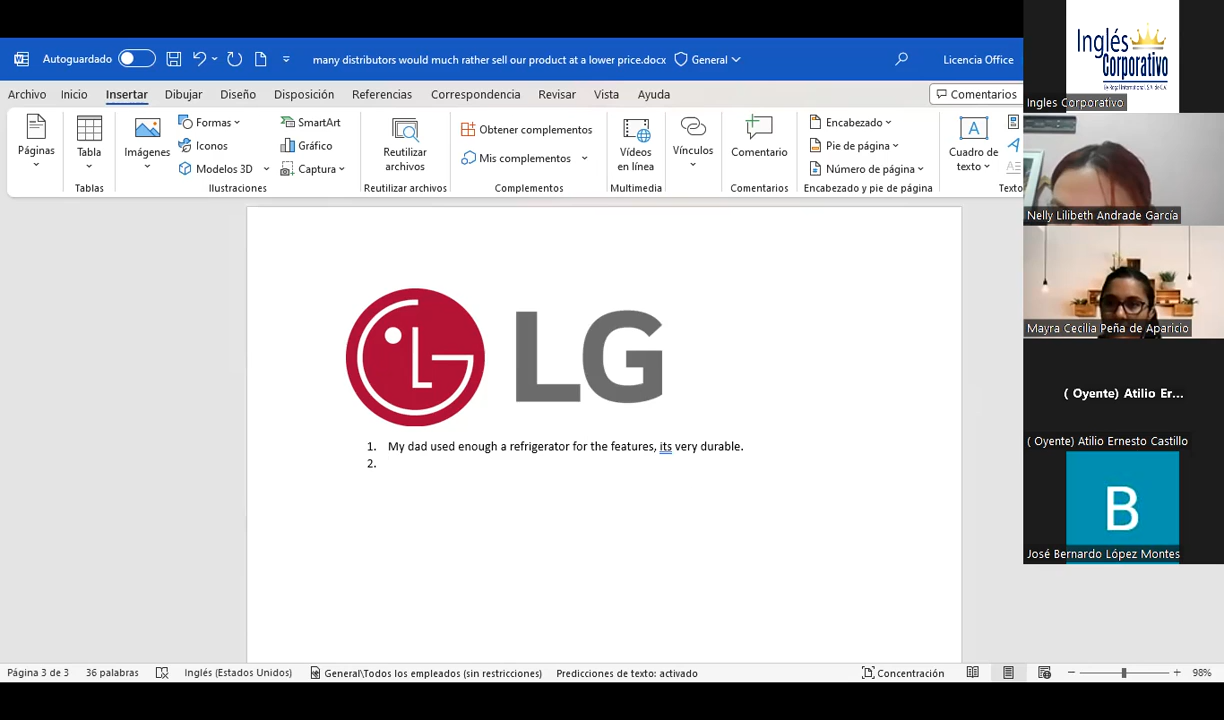 Autoguardado
many distributors would much rather sell our product at a lower price.docx
General
Licencia Office
Archivo Inicio Insertar Dibujar Diseño Disposición Referencias Correspondencia Revisar Vista Ayuda
Comentarios
Páginas
Tabla
Tablas
Imágenes
Formas
Iconos
Modelos 3D
SmartArt
Gráfico
Captura
Ilustraciones
Reutilizar
archivos
Reutilizar archivos
Obtener complementos
Mis complementos
Complementos
Vídeos
en línea
Multimedia
Vínculos
Comentario
Comentarios
Encabezado
Pie de página
Número de página
Encabezado y pie de página
Cuadro de
texto
Texto
LG
LG
1. My dad used enough a refrigerator for the features, its very durable.
2.
Página 3 de 3
36 palabras
Inglés (Estados Unidos)
General\Todos los empleados (sin restricciones)
Predicciones de texto: activado
Concentración
98%
Inglés
Corporativo
Ingles Corporativo
Nelly Lilibeth Andrade García
Mayra Cecilia Peña de Aparicio
( Oyente) Atilio Er...
( Oyente) Atilio Ernesto Castillo
B
José Bernardo López Montes